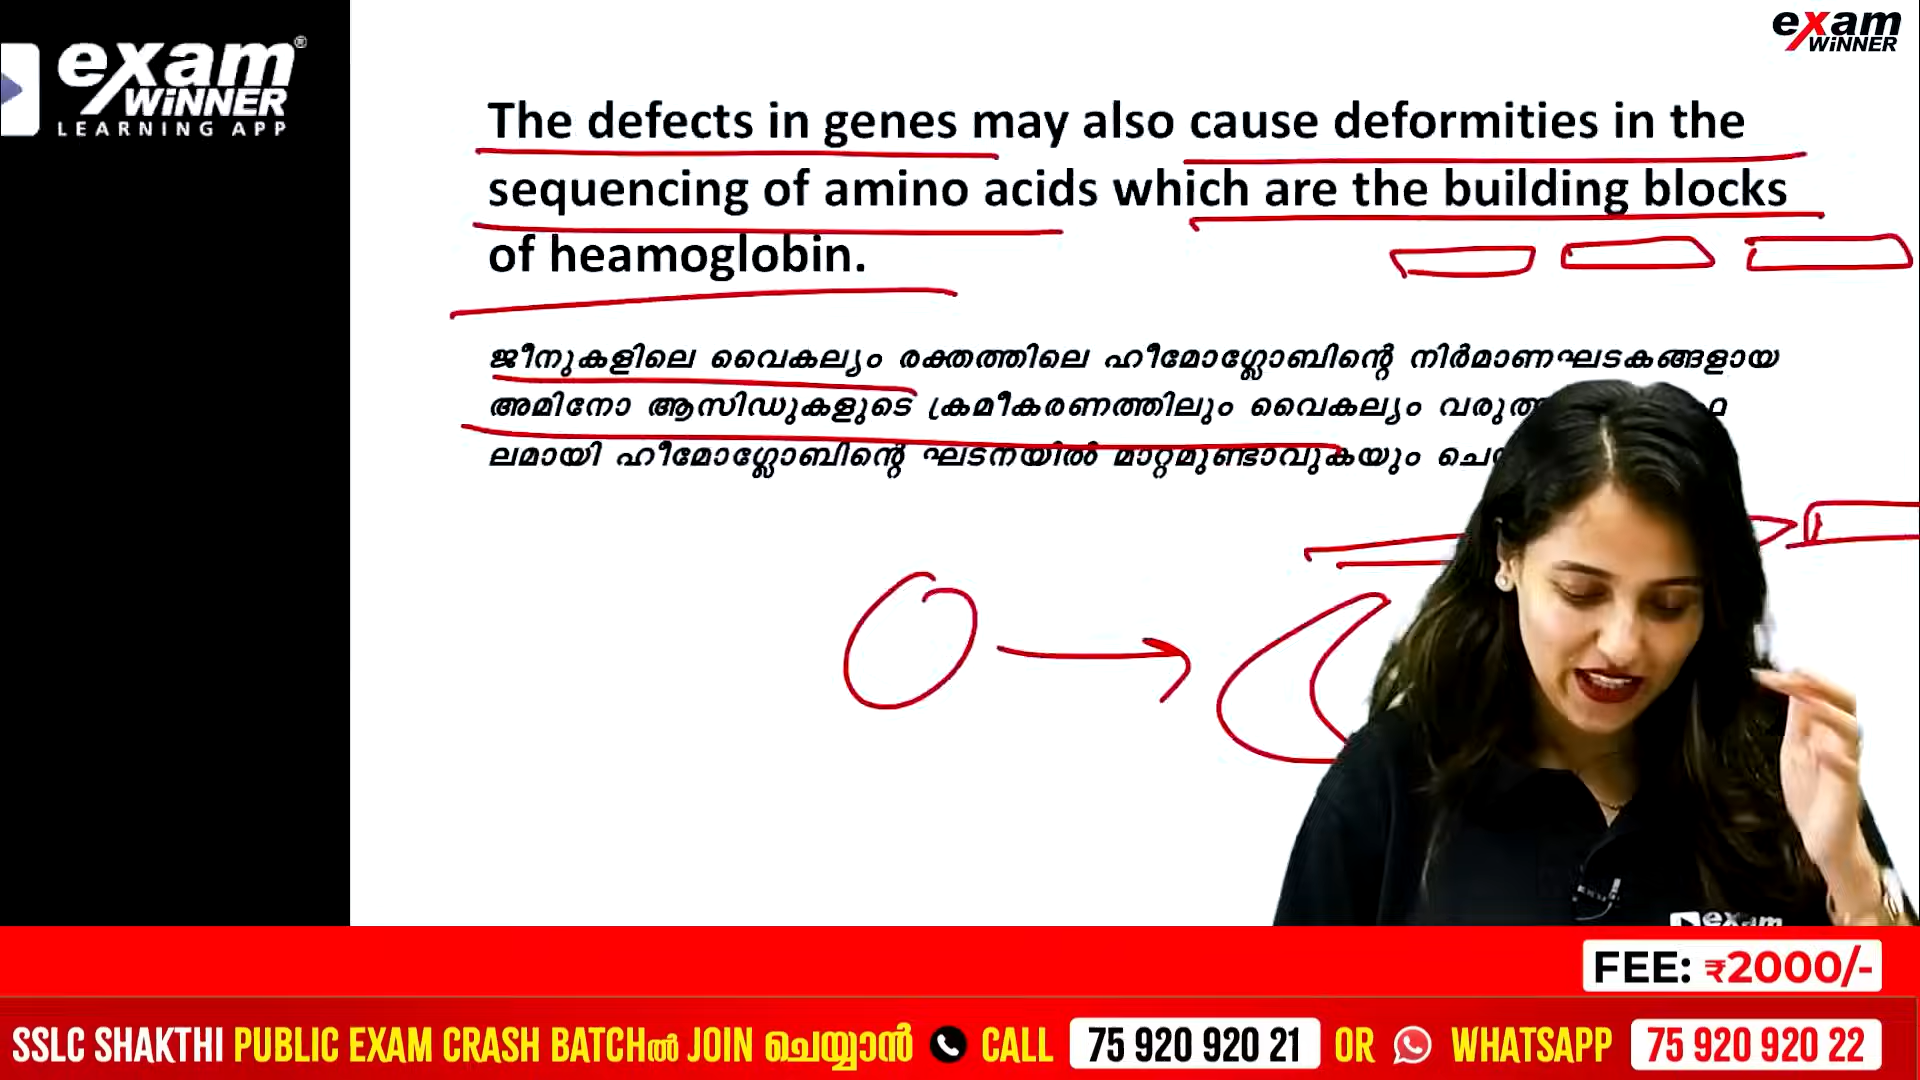 exam
WiNNER
LEARNING APP
exam
WiNNER
The defects in genes may also cause deformities in the
sequencing of amino acids which are the building blocks
of heamoglobin.
ജീനുകളിലെ വൈകല്യം രക്തത്തിലെ ഹീമോഗ്ലോബിന്റെ നിർമാണഘടകങ്ങളായ
അമിനോ ആസിഡുകളുടെ ക്രമീകരണത്തിലും വൈകല്യം
ലമായി ഹീമോഗ്ലോബിന്റെ ഘടനയിൽ മാറ്റമുണ്ടാവുകയും
exam
FEE: ₹2000/-
SSLC SHAKTHI PUBLIC EXAM CRASH BATCHൽ JOIN ചെയ്യാൻ CALL 75 920 920 21 OR WHATSAPP 75 920 920 22